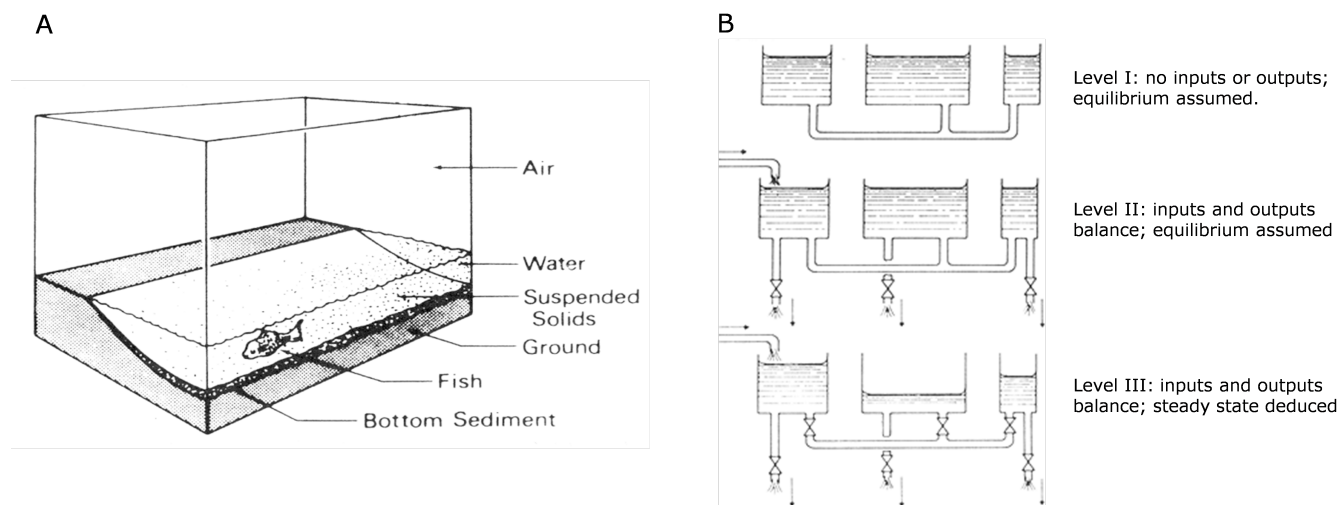 A
Air
Water
Suspended
Solids
Ground
Fish
Bottom Sediment
B
Level I: no inputs or outputs;
equilibrium assumed.
Level II: inputs and outputs
balance; equilibrium assumed
Level III: inputs and outputs
balance; steady state deduced